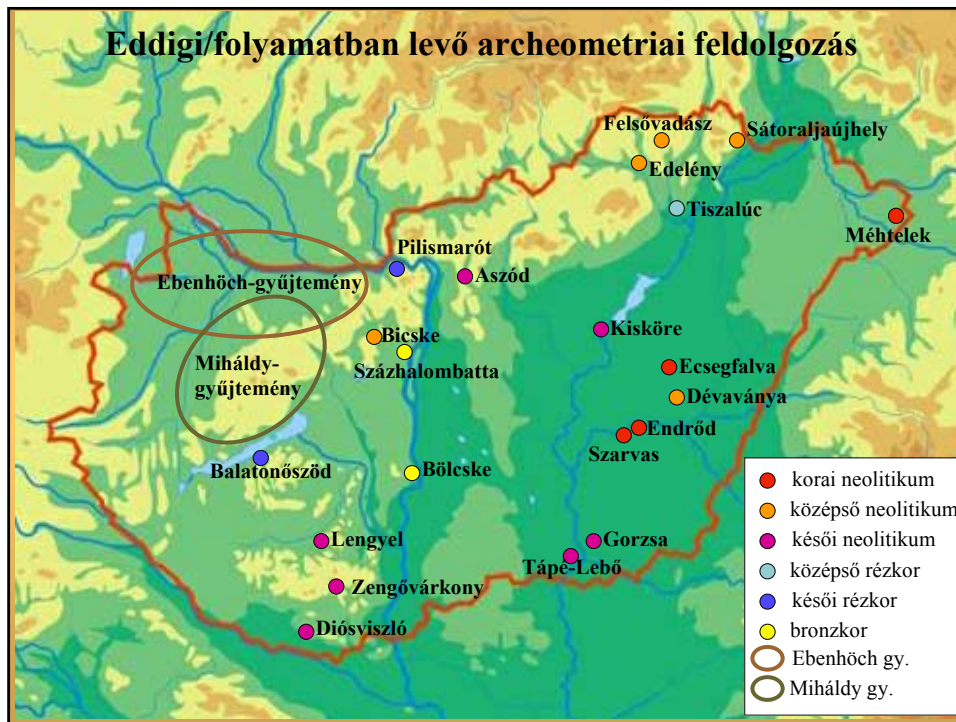 Eddigi/folyamatban levő archeometriai feldolgozás
Felsővadász
Sátoraljaújhely
Edelény
Tiszalúc
Méhtelek
Pilismarót
Ebenhöch-gyűjtemény
Aszód
Kisköre
Bicske
Miháldy-
gyűjtemény
Százhalombatta
Ecsegfalva
Dévaványa
Endrőd
Szarvas
Balatonőszöd
Bölcske
Lengyel
Gorzsa
Tápé-Lebő
Zengővárkony
Diósviszló
korai neolitikum
középső neolitikum
késői neolitikum
középső rézkor
késői rézkor
bronzkor
Ebenhöch gy.
Miháldy gy.